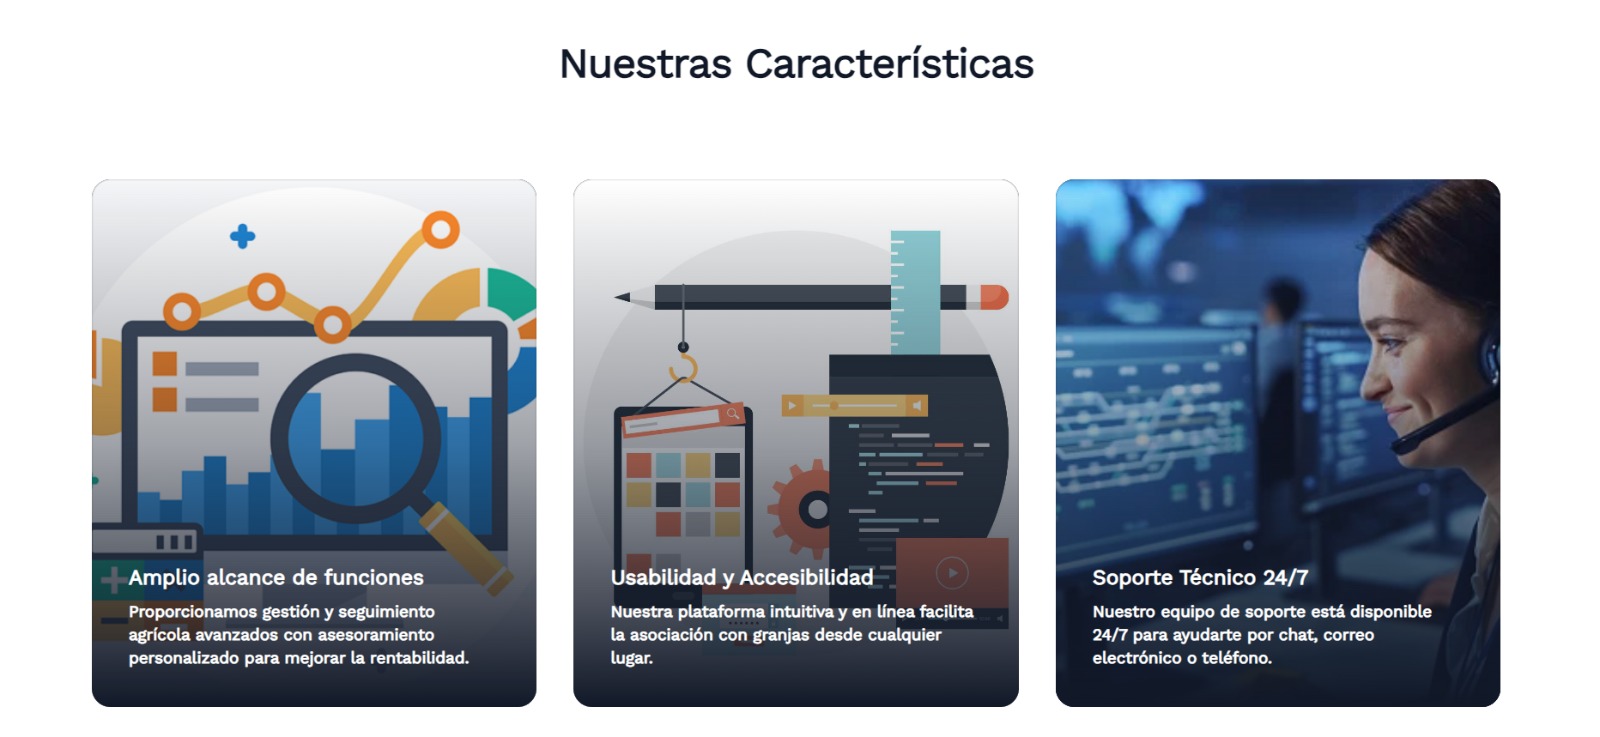 Nuestras Características
Amplio alcance de funciones
Proporcionamos gestión y seguimiento
agrícola avanzados con asesoramiento
personalizado para mejorar la rentabilidad.
Usabilidad y Accesibilidad
Nuestra plataforma intuitiva y en línea facilita
la asociación con granjas desde cualquier
lugar.
Soporte Técnico 24/7
Nuestro equipo de soporte está disponible
24/7 para ayudarte por chat, correo
electrónico o teléfono.